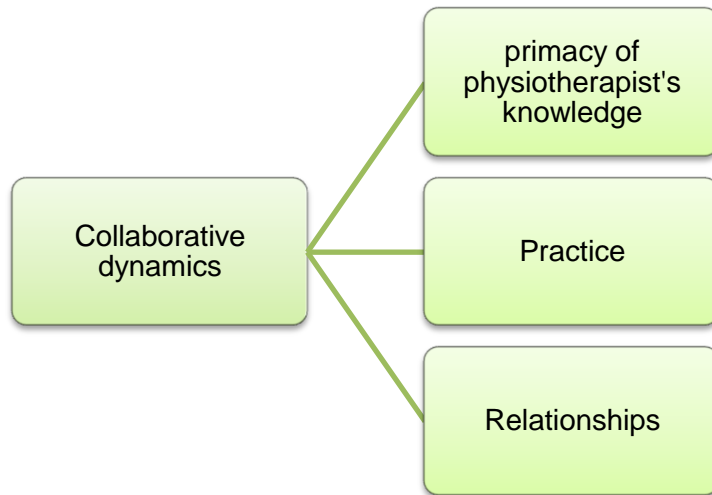 primacy of
physiotherapist's
knowledge
Collaborative
dynamics
Practice
Relationships